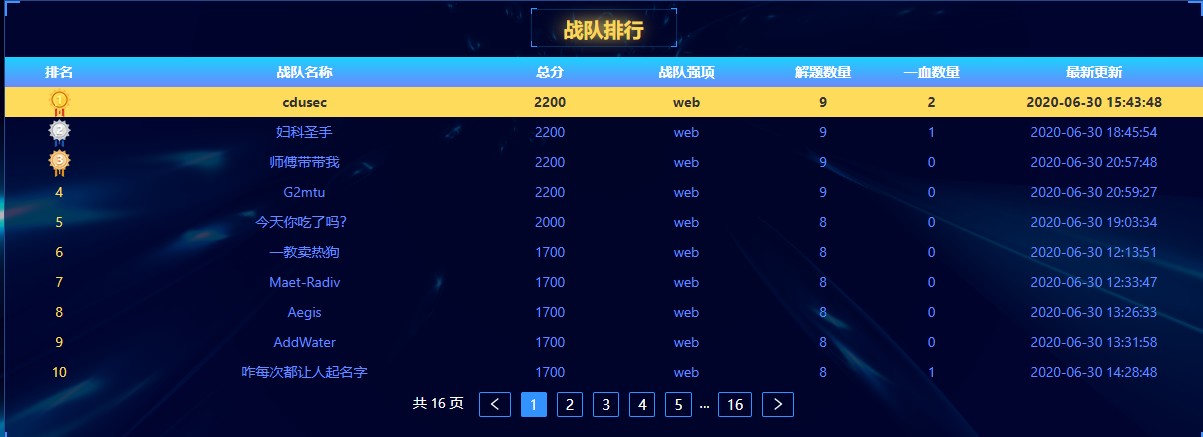 战队排行
排名 战队名称 总分 战队强项 解题数量 一血数量 最新更新
1 cdusec 2200 web 9 2 2020-06-30 15:43:48
2 妇科圣手 2200 web 9 1 2020-06-30 18:45:54
3 师傅带带我 2200 web 9 0 2020-06-30 20:57:48
4 G2mtu 2200 web 9 0 2020-06-30 20:59:27
5 今天你吃了吗? 2000 web 8 0 2020-06-30 19:03:34
6 一教卖热狗 1700 web 8 0 2020-06-30 12:13:51
7 Maet-Radiv 1700 web 8 0 2020-06-30 12:33:47
8 Aegis 1700 web 8 0 2020-06-30 13:26:33
9 AddWater 1700 web 8 0 2020-06-30 13:31:58
10 咋每次都让人起名字 1700 web 8 1 2020-06-30 14:28:48
共 16 页 < 1 2 3 4 5 ... 16 >